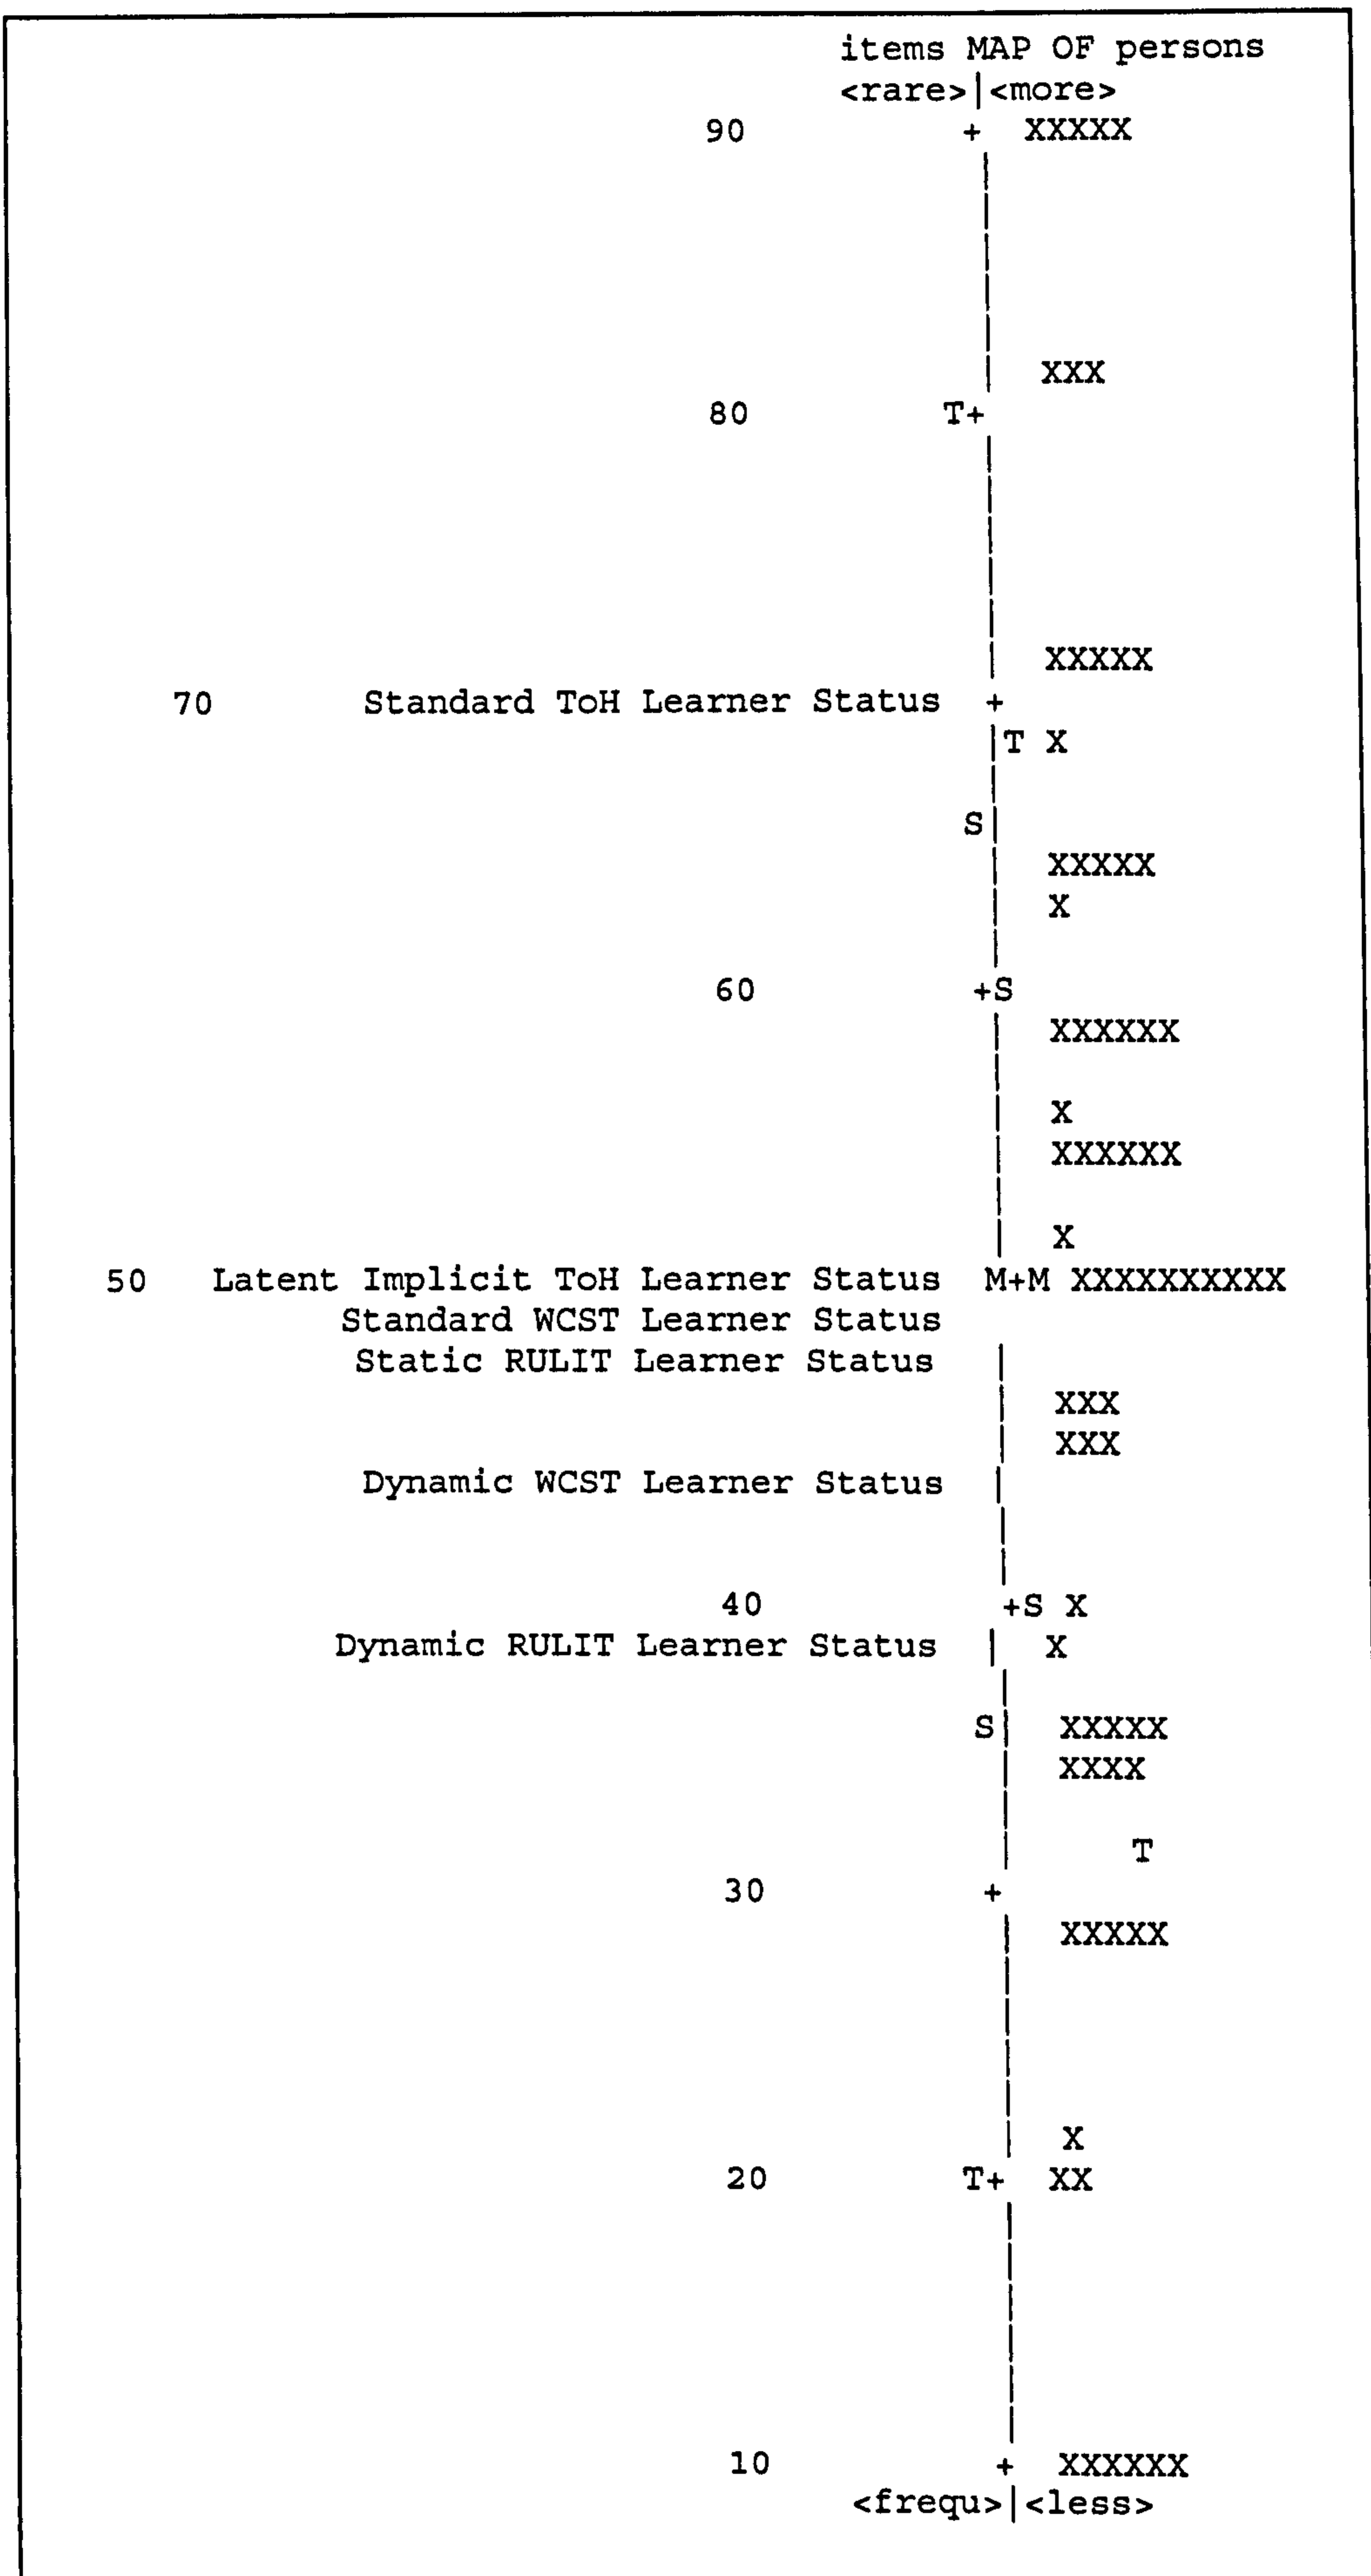 items MAP OF persons
<rare>|<more>
90 + XXXXX
|
|
|
|
|
XXX
80 T+
|
|
|
|
|
XXXXX
70 Standard ToH Learner Status +
|T X
|
S|
| XXXXX
| X
|
60 +S
| XXXXXX
|
| X
| XXXXXX
|
| X
50 Latent Implicit ToH Learner Status M+M XXXXXXXXXX
Standard WCST Learner Status
Static RULIT Learner Status |
| XXX
| XXX
Dynamic WCST Learner Status |
|
|
40 +S X
Dynamic RULIT Learner Status | X
|
S| XXXXX
| XXXX
|
| T
30 +
| XXXXX
|
|
|
|
| X
20 T+ XX
|
|
|
|
|
|
10 + XXXXXX
<frequ>|<less>